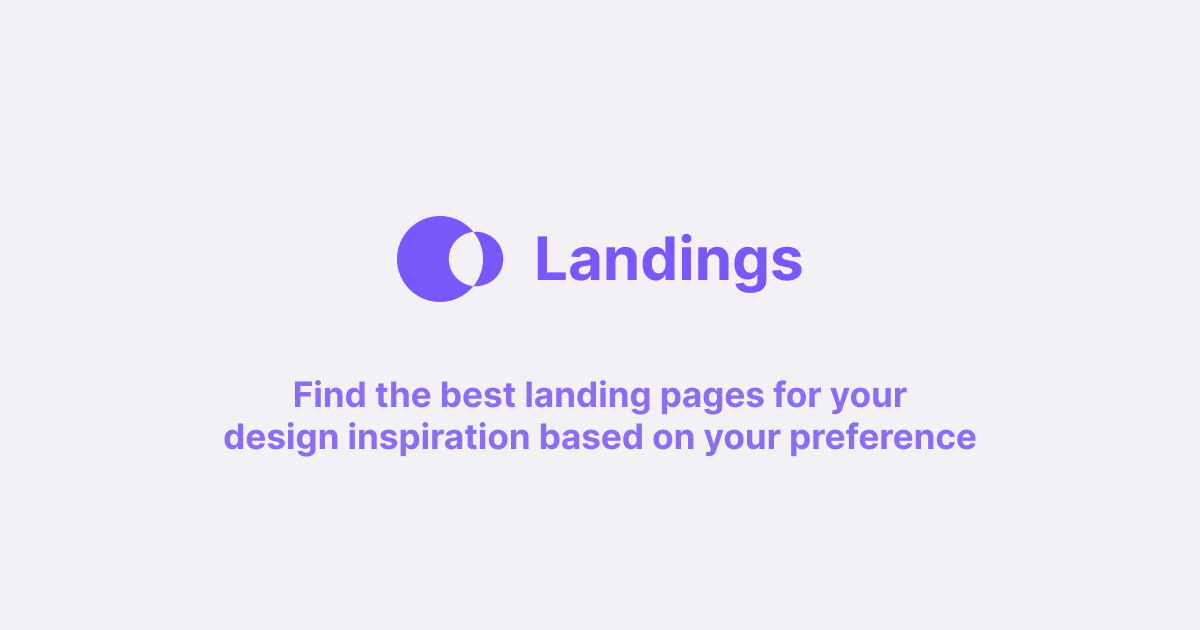 Landings
Find the best landing pages for your
design inspiration based on your preference